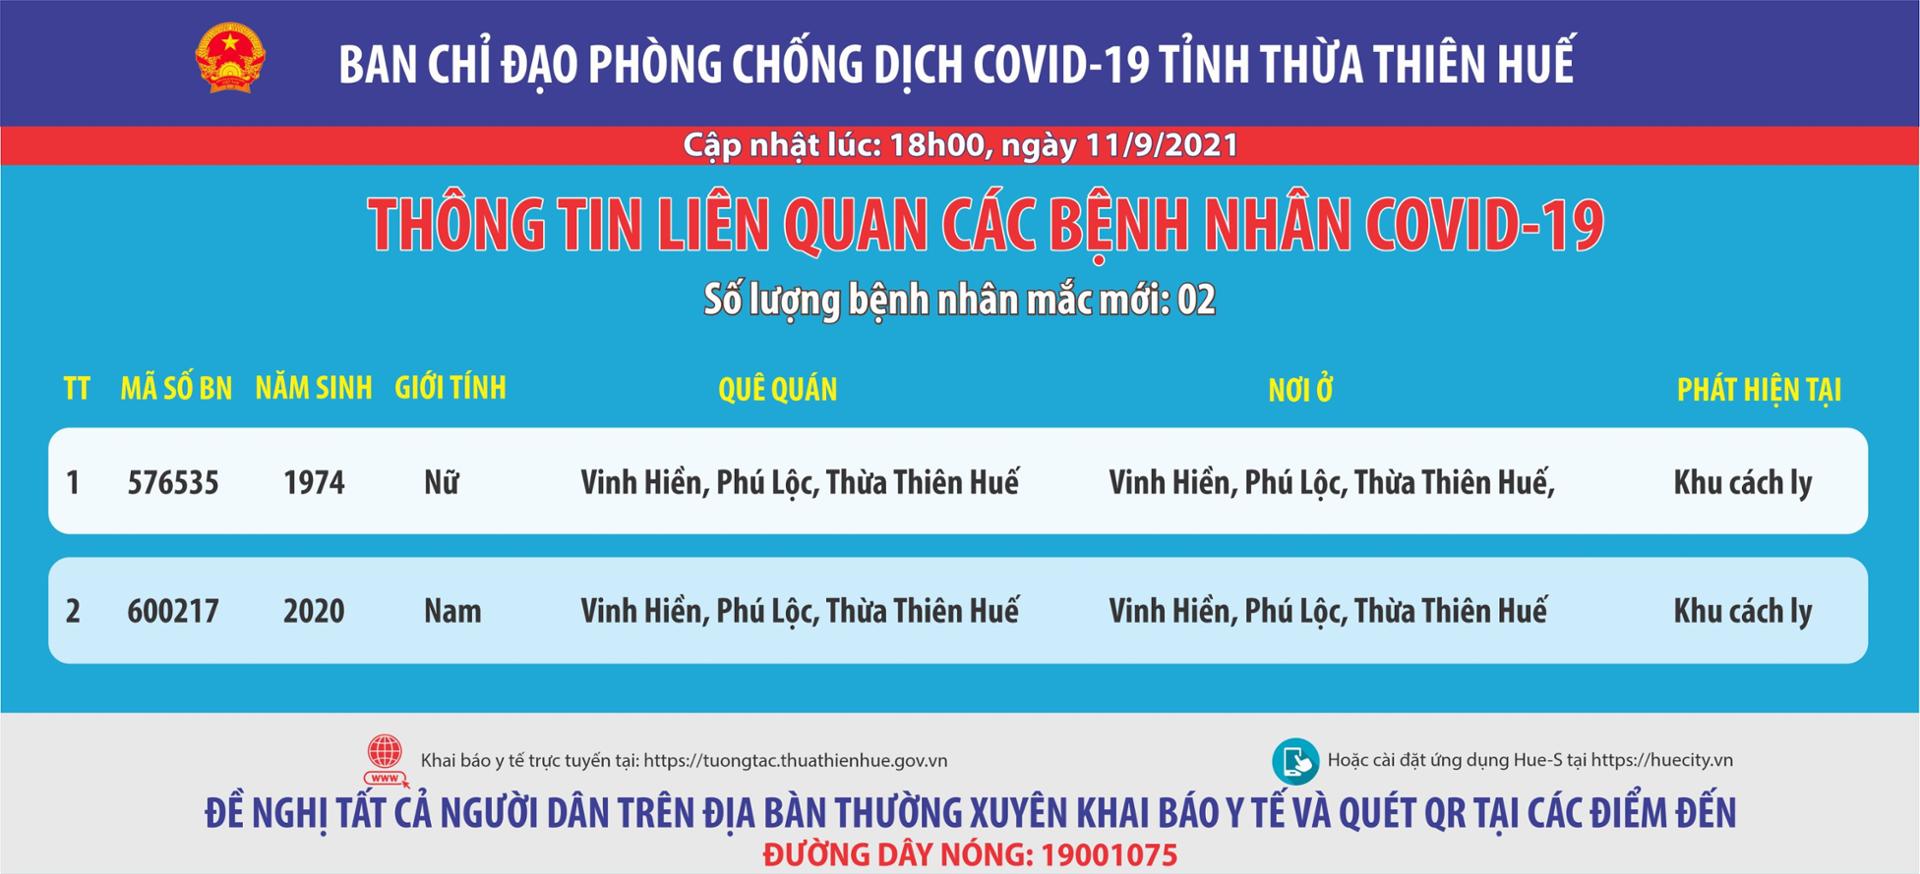 BAN CHỈ ĐẠO PHÒNG CHỐNG DỊCH COVID-19 TỈNH THỪA THIÊN HUẾ
Cập nhật lúc: 18h00, ngày 11/9/2021
THÔNG TIN LIÊN QUAN CÁC BỆNH NHÂN COVID-19
Số lượng bệnh nhân mắc mới: 02
TT MÃ SỐ BN NĂM SINH GIỚI TÍNH QUÊ QUÁN NƠI Ở PHÁT HIỆN TẠI
1 576535 1974 Nữ Vinh Hiền, Phú Lộc, Thừa Thiên Huế Vinh Hiền, Phú Lộc, Thừa Thiên Huế, Khu cách ly
2 600217 2020 Nam Vinh Hiền, Phú Lộc, Thừa Thiên Huế Vinh Hiền, Phú Lộc, Thừa Thiên Huế Khu cách ly
Khai báo y tế trực tuyến tại: https://tuongtac.thuathienhue.gov.vn
www
Hoặc cài đặt ứng dụng Hue-S tại https://huecity.vn
ĐỀ NGHỊ TẤT CẢ NGƯỜI DÂN TRÊN ĐỊA BÀN THƯỜNG XUYÊN KHAI BÁO Y TẾ VÀ QUÉT QR TẠI CÁC ĐIỂM ĐẾN
ĐƯỜNG DÂY NÓNG: 19001075